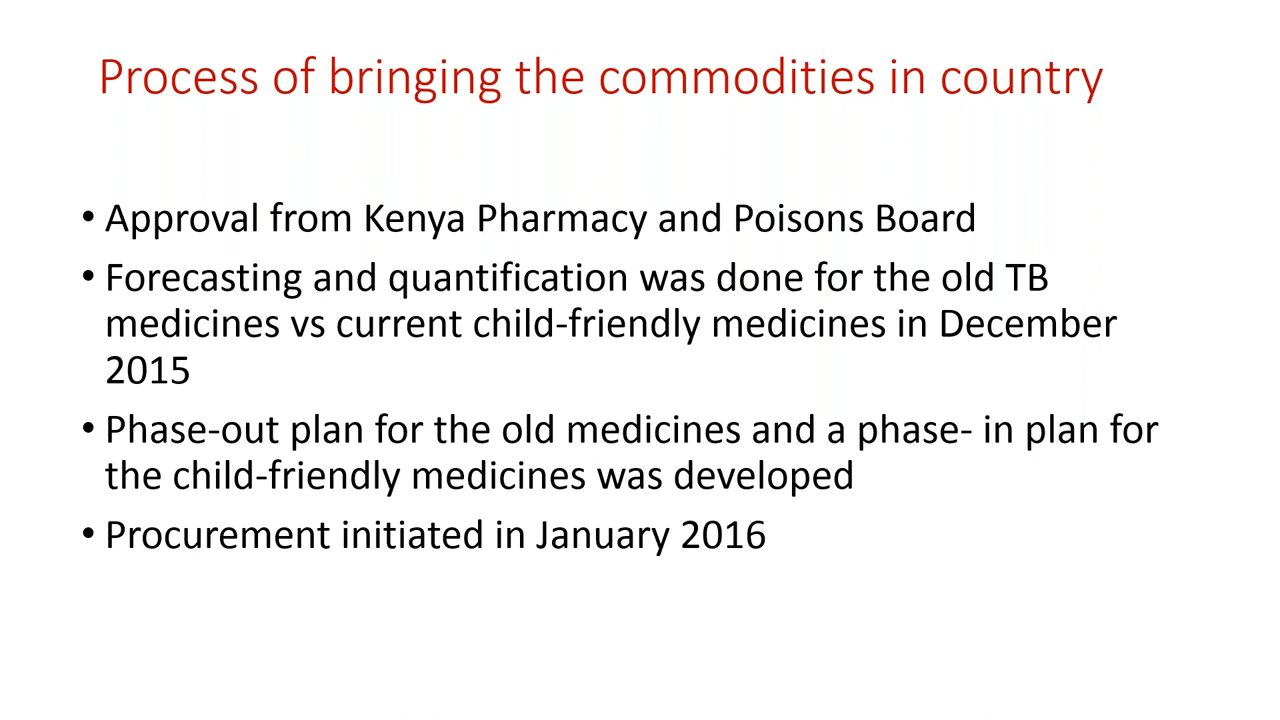 Process of bringing the commodities in country
• Approval from Kenya Pharmacy and Poisons Board
• Forecasting and quantification was done for the old TB
medicines vs current child-friendly medicines in December
2015
• Phase-out plan for the old medicines and a phase- in plan for
the child-friendly medicines was developed
• Procurement initiated in January 2016